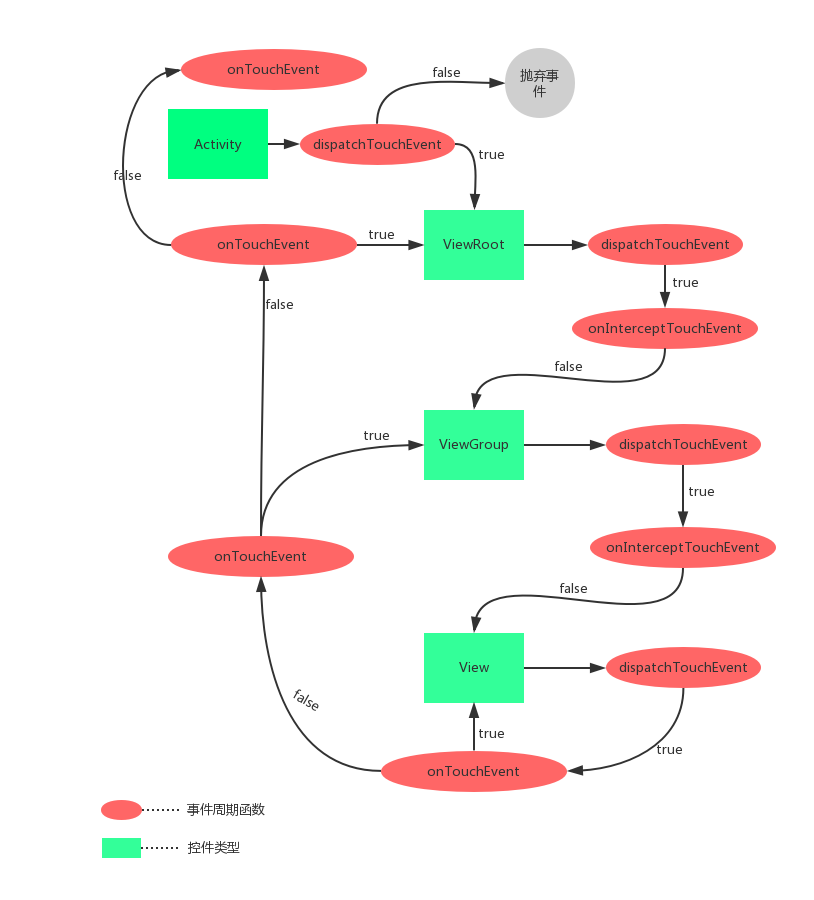 onTouchEvent
false
抛弃事
件
Activity
dispatchTouchEvent
true
false
onTouchEvent
true
ViewRoot
dispatchTouchEvent
true
false
onInterceptTouchEvent
false
true
ViewGroup
dispatchTouchEvent
true
onTouchEvent
onInterceptTouchEvent
false
View
dispatchTouchEvent
false
true
true
onTouchEvent
事件周期函数
控件类型